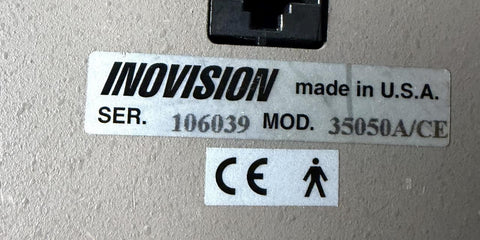 INOVISION made in U.S.A.
SER. 106039 MOD. 35050A/CE
CE